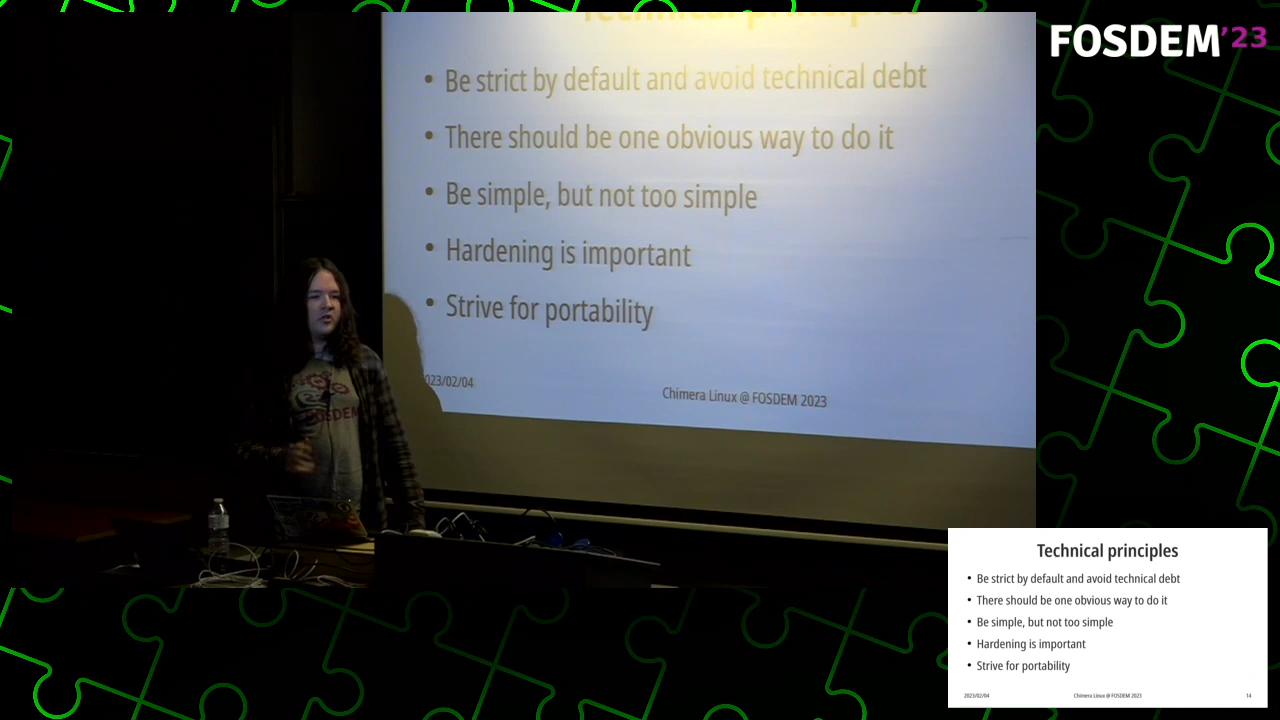 FOSDEM'23
Technical principles
• Be strict by default and avoid technical debt
• There should be one obvious way to do it
• Be simple, but not too simple
• Hardening is important
• Strive for portability
023/02/04
Chimera Linux @ FOSDEM 2023
FOSDEM
Technical principles
• Be strict by default and avoid technical debt
• There should be one obvious way to do it
• Be simple, but not too simple
• Hardening is important
• Strive for portability
2023/02/04
Chimera Linux @ FOSDEM 2023
14